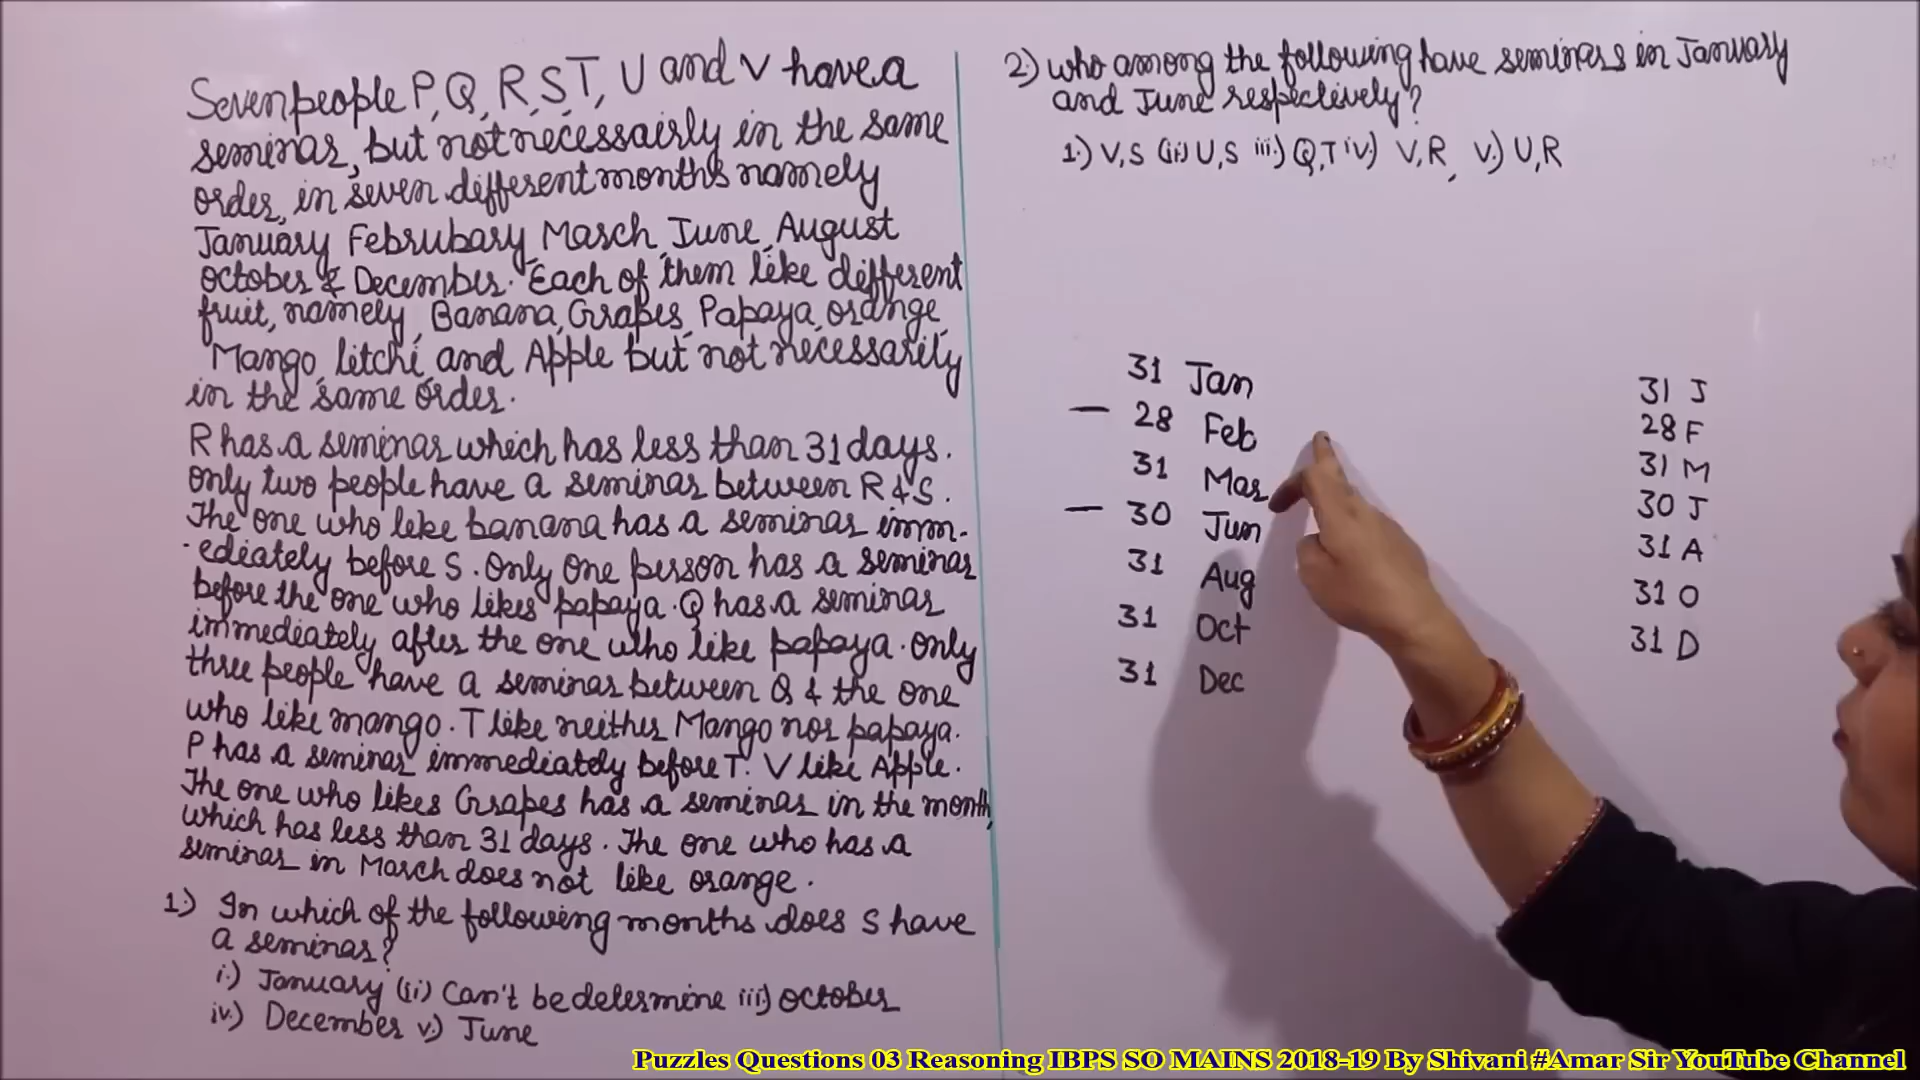 Seven people P, Q, R, S T, U and V have a
seminar, but not necessairly in the same
order, in seven different months namely
January Februbary, March, June, August
October & December. Each of them like different
fruit, namely, Banana, Grapes, Papaya, orange,
Mango, litchi, and Apple but not necessarily
in the same order.
R has a seminar which has less than 31 days.
Only two people have a seminar between R & S.
The one who like banana has a seminar imm-
-ediately before S. Only one person has a seminar
before the one who likes papaya. Q has a seminar
immediately after the one who like papaya. Only
three people have a seminar between Q & the one
who like mango. T like neither Mango nor papaya.
P has a seminar immediately before T. V like Apple.
The one who likes Grapes has a seminar in the month,
which has less than 31 days. The one who has a
seminar in March does not like orange.
1.) In which of the following months does S have
a seminar?
i.) January (ii) Can't be determine iii) October
iv.) December v.) June
2.) who among the following have seminars in January
and June respectively?
1.) V,S (ii) U,S iii.) Q,T iv.) V,R, v.) U,R
31 Jan
— 28 Feb
31 Mar
— 30 Jun
31 Aug
31 Oct
31 Dec
31 J
28 F
31 M
30 J
31 A
31 O
31 D
Puzzles Questions 03 Reasoning IBPS SO MAINS 2018-19 By Shivani #Amar Sir YouTube Channel